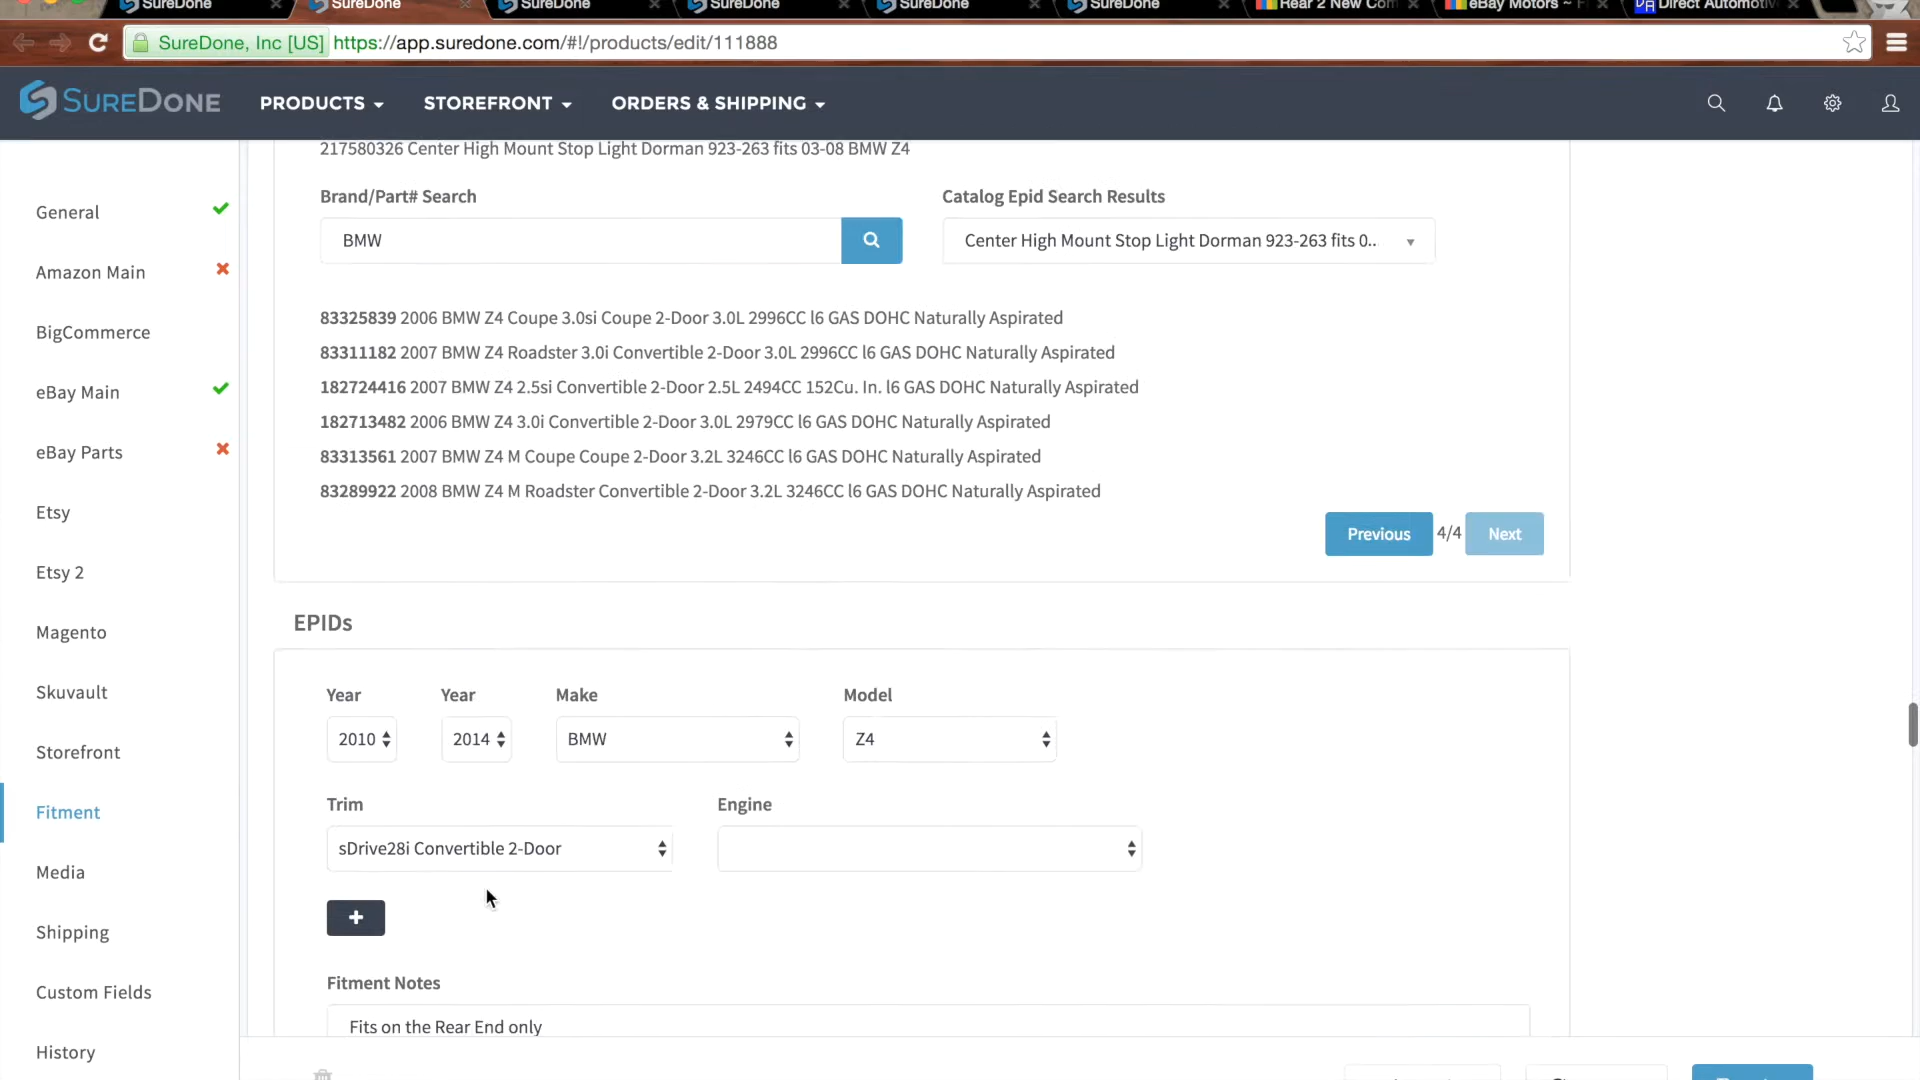 SureDone
SureDone
SureDone
SureDone
SureDone
SureDone
Rear 2 New Com
eBay Motors ~ F
Direct Automotiv
SureDone, Inc [US] https://app.suredone.com/#!/products/edit/111888
SUREDONE
PRODUCTS
STOREFRONT
ORDERS & SHIPPING
217580326 Center High Mount Stop Light Dorman 923-263 fits 03-08 BMW Z4
General
Amazon Main
BigCommerce
eBay Main
eBay Parts
Etsy
Etsy 2
Magento
Skuvault
Storefront
Fitment
Media
Shipping
Custom Fields
History
Brand/Part# Search
BMW
Catalog Epid Search Results
Center High Mount Stop Light Dorman 923-263 fits 0..
83325839 2006 BMW Z4 Coupe 3.0si Coupe 2-Door 3.0L 2996CC l6 GAS DOHC Naturally Aspirated
83311182 2007 BMW Z4 Roadster 3.0i Convertible 2-Door 3.0L 2996CC l6 GAS DOHC Naturally Aspirated
182724416 2007 BMW Z4 2.5si Convertible 2-Door 2.5L 2494CC 152Cu. In. l6 GAS DOHC Naturally Aspirated
182713482 2006 BMW Z4 3.0i Convertible 2-Door 3.0L 2979CC l6 GAS DOHC Naturally Aspirated
83313561 2007 BMW Z4 M Coupe Coupe 2-Door 3.2L 3246CC l6 GAS DOHC Naturally Aspirated
83289922 2008 BMW Z4 M Roadster Convertible 2-Door 3.2L 3246CC l6 GAS DOHC Naturally Aspirated
Previous 4/4 Next
EPIDs
Year Year Make Model
2010 2014 BMW Z4
Trim Engine
sDrive28i Convertible 2-Door
+
Fitment Notes
Fits on the Rear End only